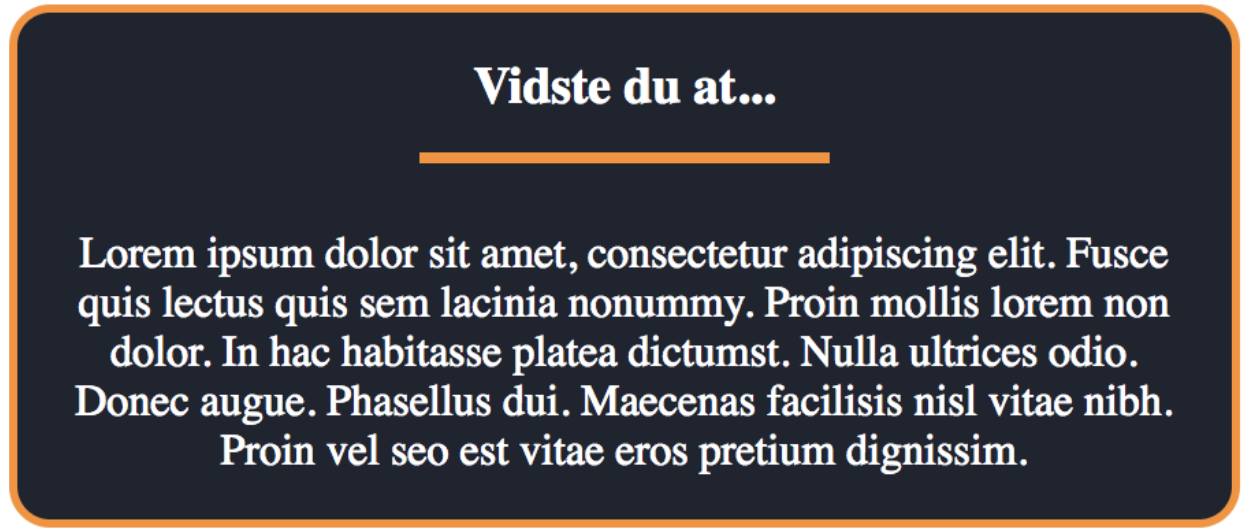 Vidste du at...
Lorem ipsum dolor sit amet, consectetur adipiscing elit. Fusce
quis lectus quis sem lacinia nonummy. Proin mollis lorem non
dolor. In hac habitasse platea dictumst. Nulla ultrices odio.
Donec augue. Phasellus dui. Maecenas facilisis nisl vitae nibh.
Proin vel seo est vitae eros pretium dignissim.